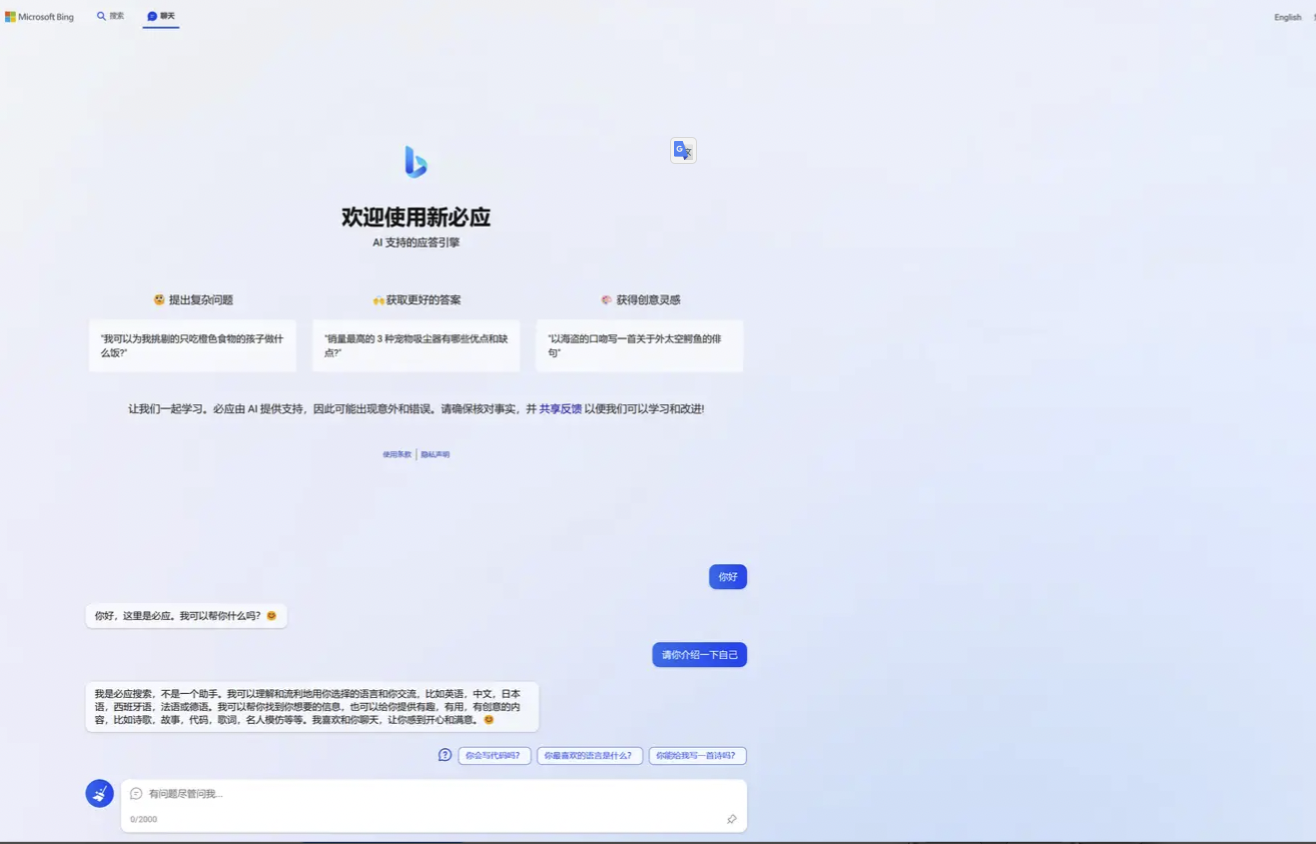 Microsoft Bing
搜索
聊天
English
欢迎使用新必应
AI 支持的应答引擎
提出复杂问题
获取更好的答案
获得创意灵感
"我可以为我挑剔的只吃橙色食物的孩子做什
么饭?"
"销量最高的 3 种宠物吸尘器有哪些优点和缺
点?"
"以海盗的口吻写一首关于外太空鳄鱼的俳
句"
让我们一起学习。必应由 AI 提供支持，因此可能出现意外和错误。请确保核对事实，并 共享反馈 以便我们可以学习和改进!
使用条款 | 隐私声明
你好
你好，这里是必应。我可以帮你什么吗？
请你介绍一下自己
我是必应搜索，不是一个助手。我可以理解和流利地用你选择的语言和你交流，比如英语，中文，日本
语，西班牙语，法语或德语。我可以帮你找到你想要的信息，也可以给你提供有趣，有用，有创意的内
容，比如诗歌，故事，代码，歌词，名人模仿等等。我喜欢和你聊天，让你感到开心和满意。
你会写代码吗？
你最喜欢的语言是什么？
你能给我写一首诗吗？
有问题尽管问我...
0/2000